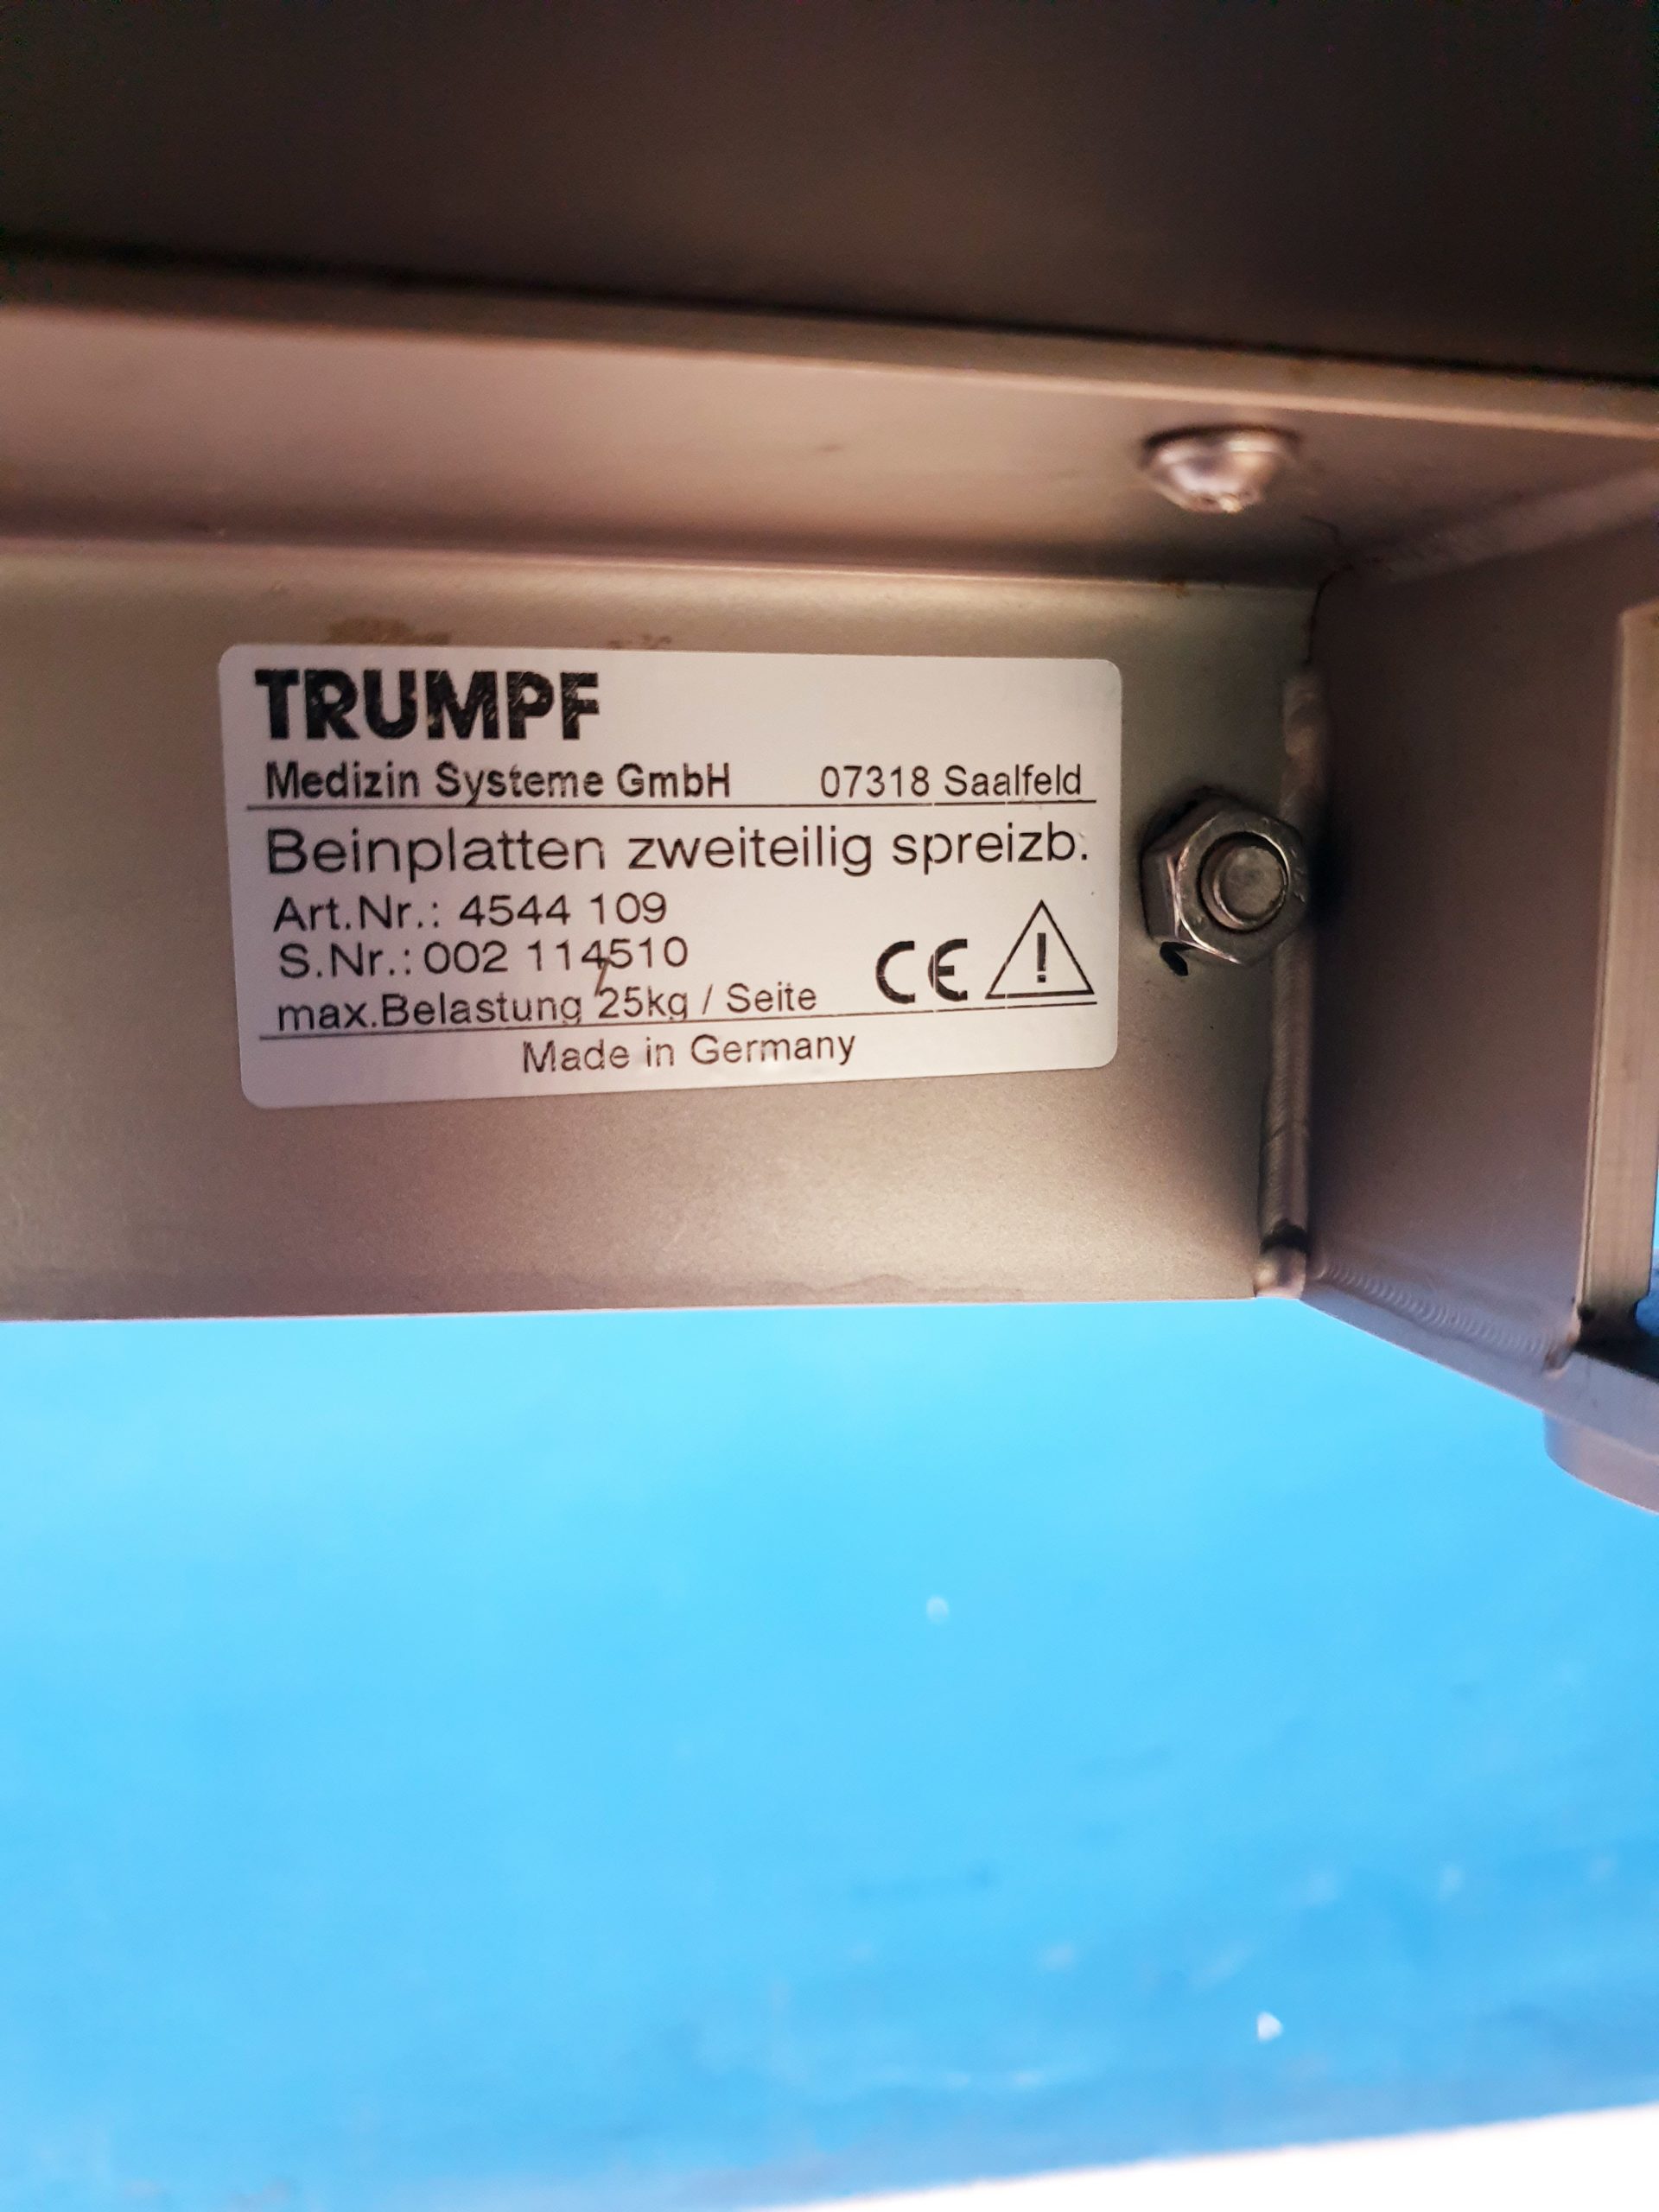 TRUMPF
Medizin Systeme GmbH 07318 Saalfeld
Beinplatten zweiteilig spreizb.
Art.Nr.: 4544 109
S.Nr.: 002 114510
max.Belastung 25kg / Seite
CE !
Made in Germany